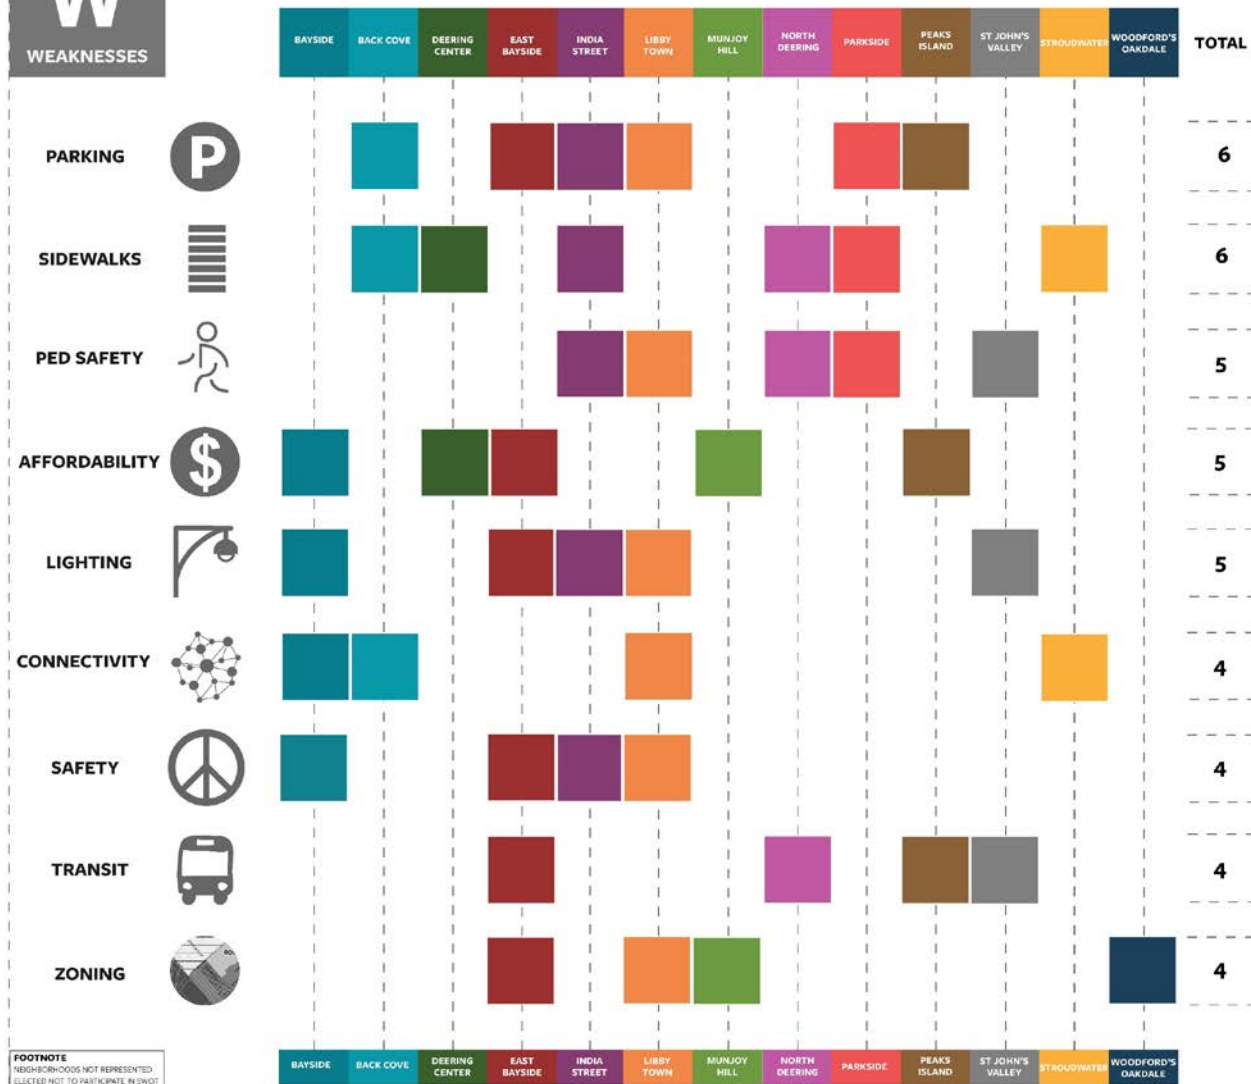 W
WEAKNESSES
BAYSIDE
BACK COVE
DEERING
CENTER
EAST
BAYSIDE
INDIA
STREET
LIBBY
TOWN
MUNJOY
HILL
NORTH
DEERING
PARKSIDE
PEAKS
ISLAND
ST JOHN'S
VALLEY
STROUDWATER
WOODFORD'S
OAKDALE
TOTAL
PARKING
P
6
SIDEWALKS
6
PED SAFETY
5
AFFORDABILITY
$
5
LIGHTING
5
CONNECTIVITY
4
SAFETY
4
TRANSIT
4
ZONING
4
FOOTNOTE
NEIGHBORHOODS NOT REPRESENTED
ELECTED NOT TO PARTICIPATE IN SWOT
BAYSIDE
BACK COVE
DEERING
CENTER
EAST
BAYSIDE
INDIA
STREET
LIBBY
TOWN
MUNJOY
HILL
NORTH
DEERING
PARKSIDE
PEAKS
ISLAND
ST JOHN'S
VALLEY
STROUDWATER
WOODFORD'S
OAKDALE